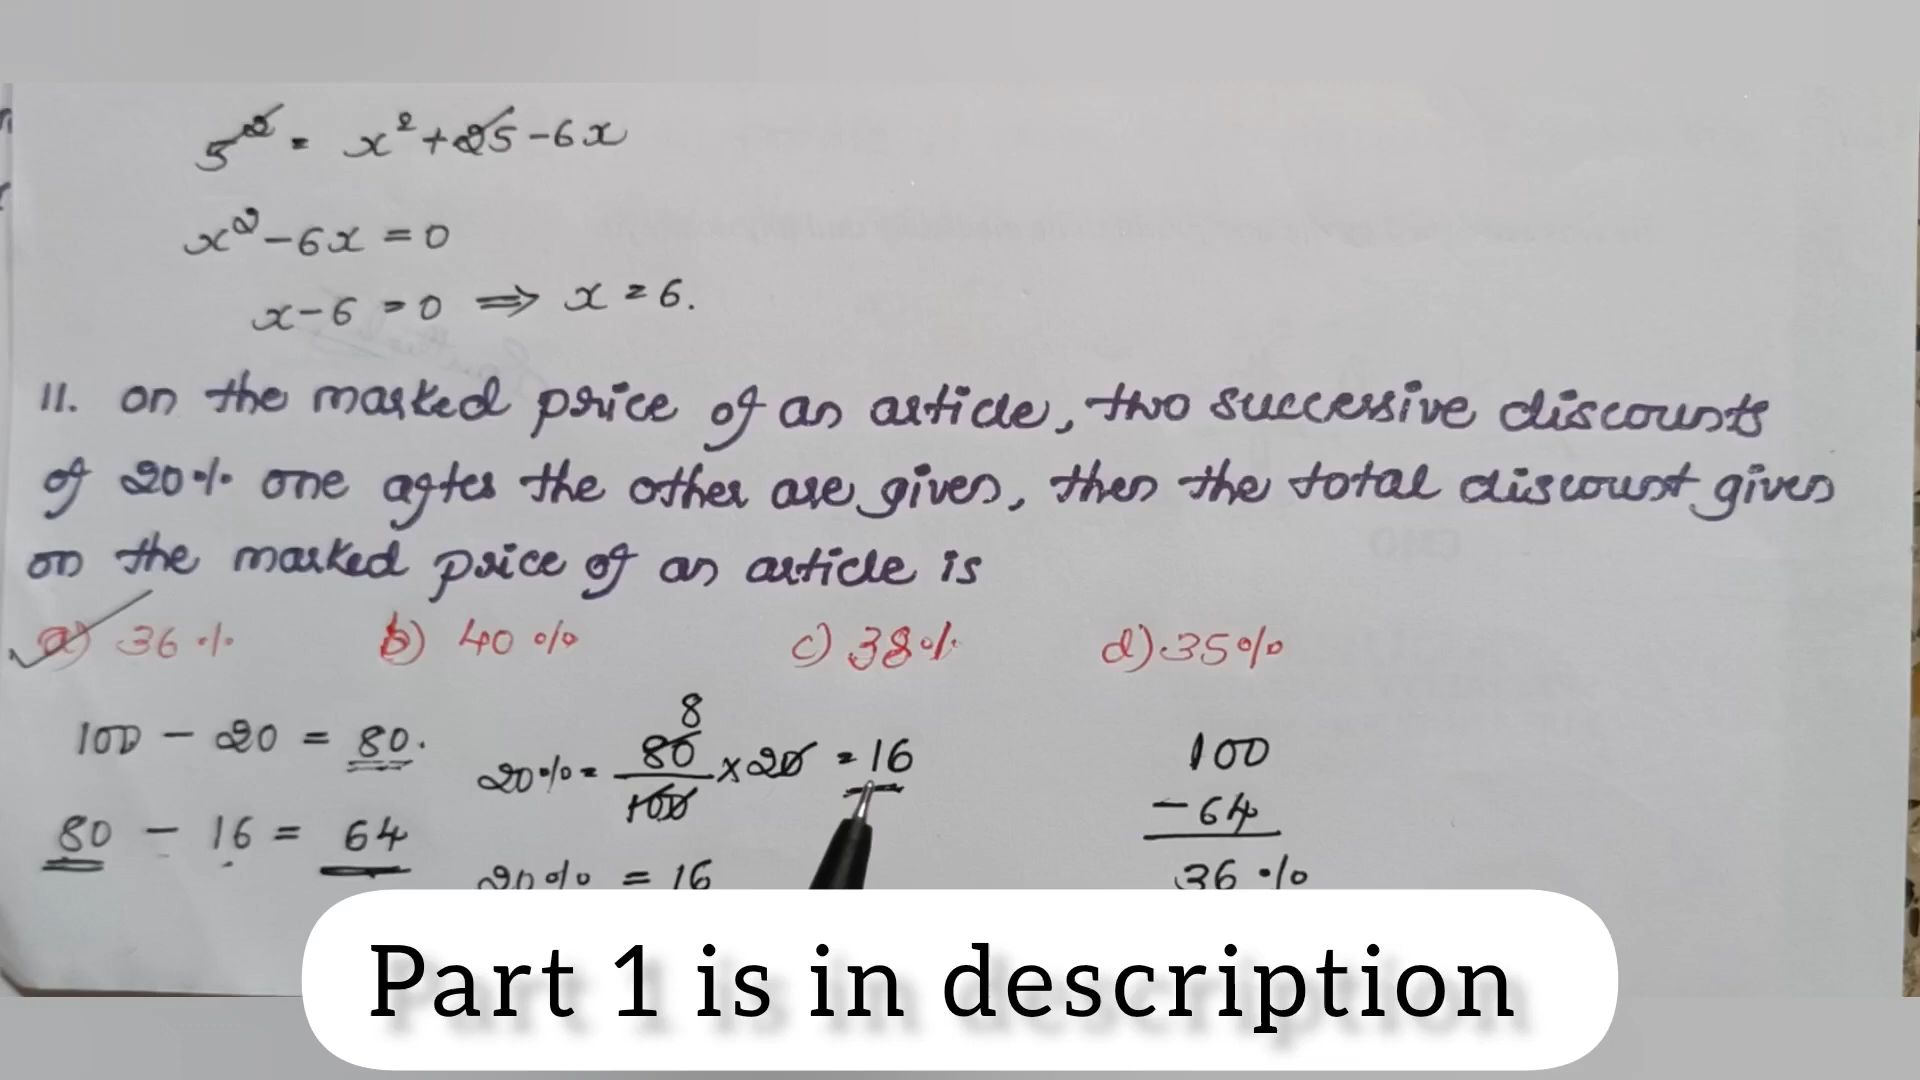 5² = x² + 25 - 6x
x² - 6x = 0
x - 6 = 0 ⇒ x = 6.
11. on the marked price of an article, two successive discounts
of 20% one after the other are given, then the total discount given
on the marked price of an article is
a) 36% b) 40% c) 38% d) 35%
100 - 20 = 80.
80 - 16 = 64
20% = 80/100 × 20 = 16
8
20% = 16
100
- 64
36%
Part 1 is in description